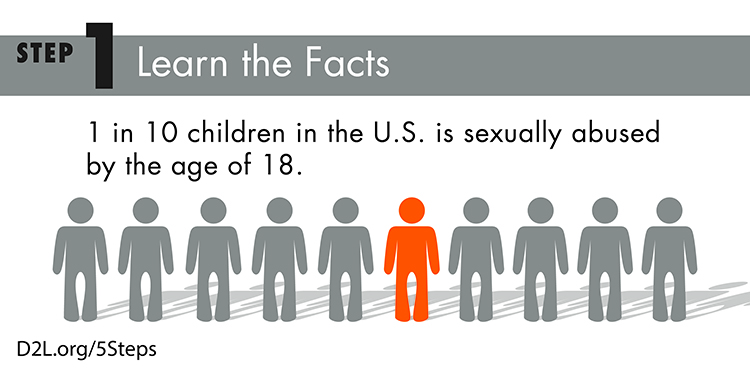 STEP 1 Learn the Facts
1 in 10 children in the U.S. is sexually abused
by the age of 18.
D2L.org/5Steps